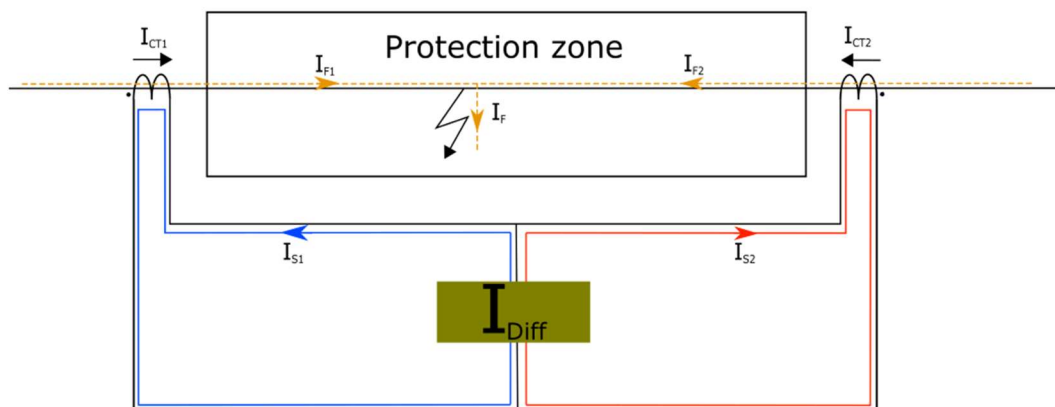 I_CT1
I_CT2
Protection zone
I_F1
I_F2
I_F
I_S1
I_S2
I_Diff